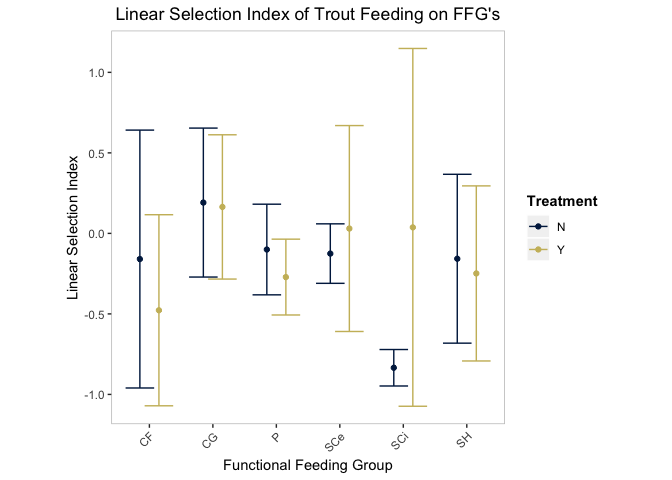 Linear Selection Index of Trout Feeding on FFG's
Linear Selection Index
1.0
0.5
0.0
-0.5
-1.0
CF
CG
P
SCe
SCi
SH
Functional Feeding Group
Treatment
N
Y